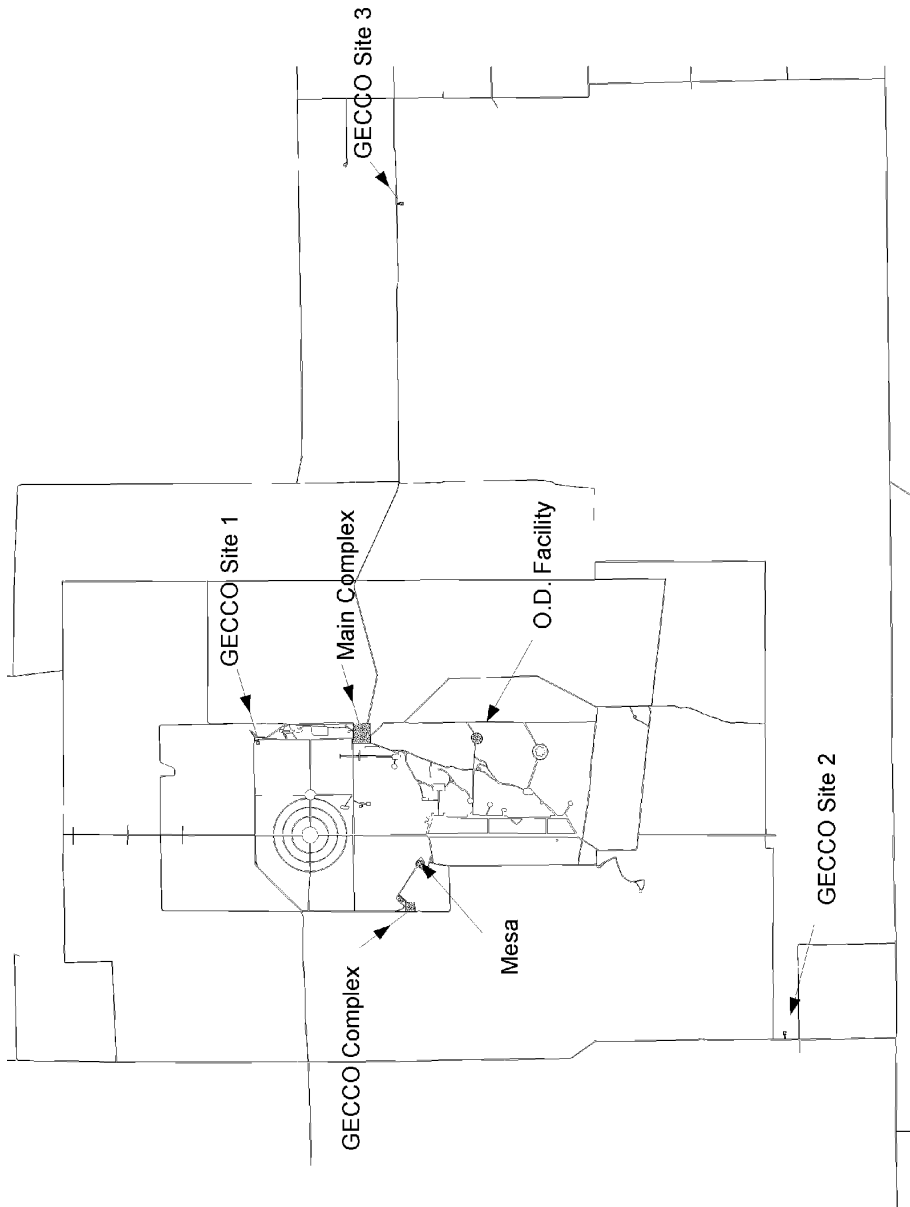 GECCO Site 3
GECCO Site 1
Main Complex
O.D. Facility
GECCO Site 2
Mesa
GECCO Complex